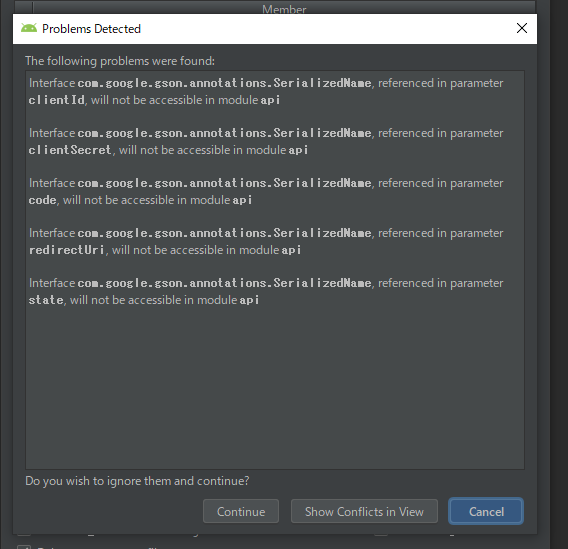 Member
Problems Detected
The following problems were found:
Interface com.google.gson.annotations.SerializedName, referenced in parameter
clientId, will not be accessible in module api
Interface com.google.gson.annotations.SerializedName, referenced in parameter
clientSecret, will not be accessible in module api
Interface com.google.gson.annotations.SerializedName, referenced in parameter
code, will not be accessible in module api
Interface com.google.gson.annotations.SerializedName, referenced in parameter
redirectUri, will not be accessible in module api
Interface com.google.gson.annotations.SerializedName, referenced in parameter
state, will not be accessible in module api
Do you wish to ignore them and continue?
Continue
Show Conflicts in View
Cancel